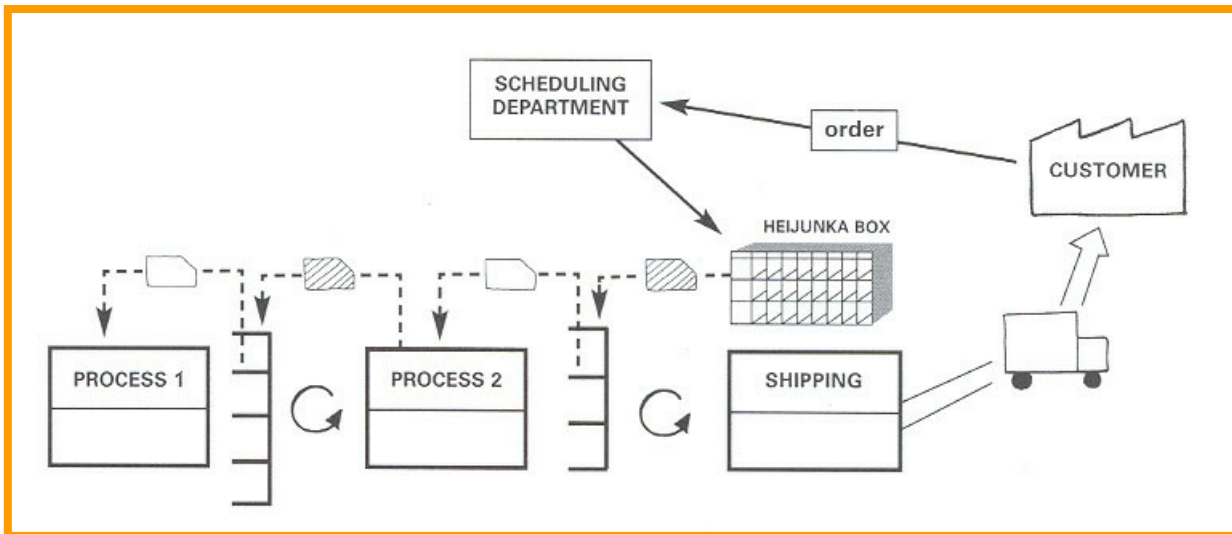 SCHEDULING
DEPARTMENT
order
CUSTOMER
HEIJUNKA BOX
PROCESS 1
PROCESS 2
SHIPPING